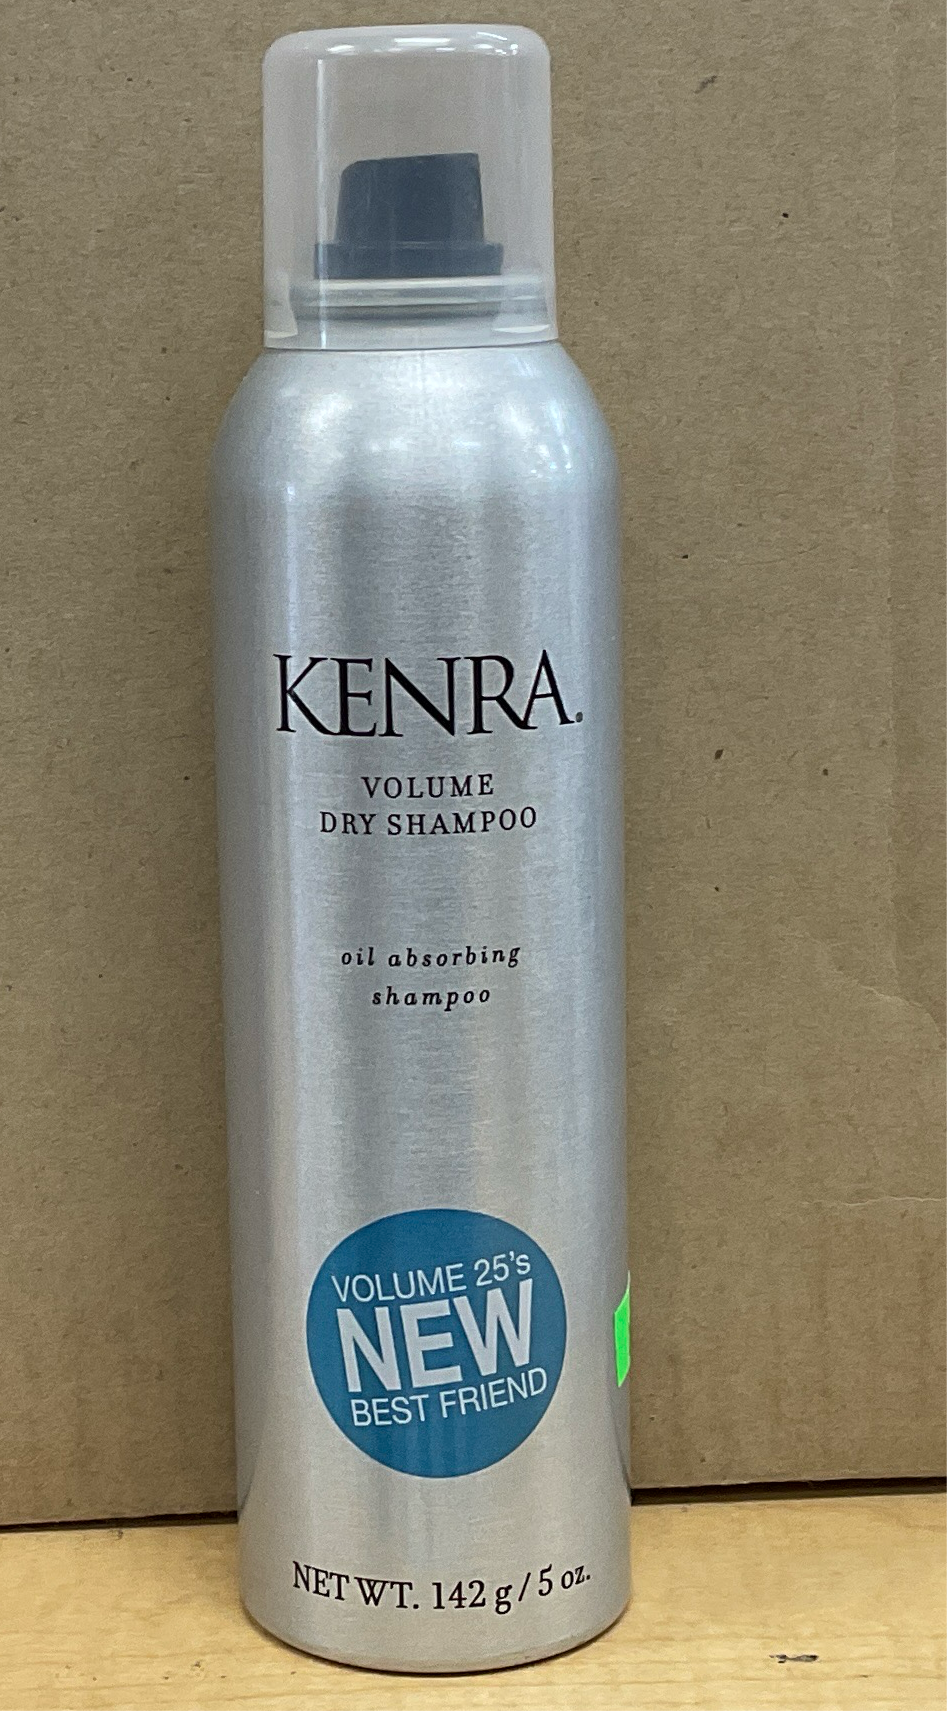 KENRA.
VOLUME
DRY SHAMPOO
oil absorbing
shampoo
VOLUME 25's
NEW
BEST FRIEND
NET WT. 142 g / 5 oz.